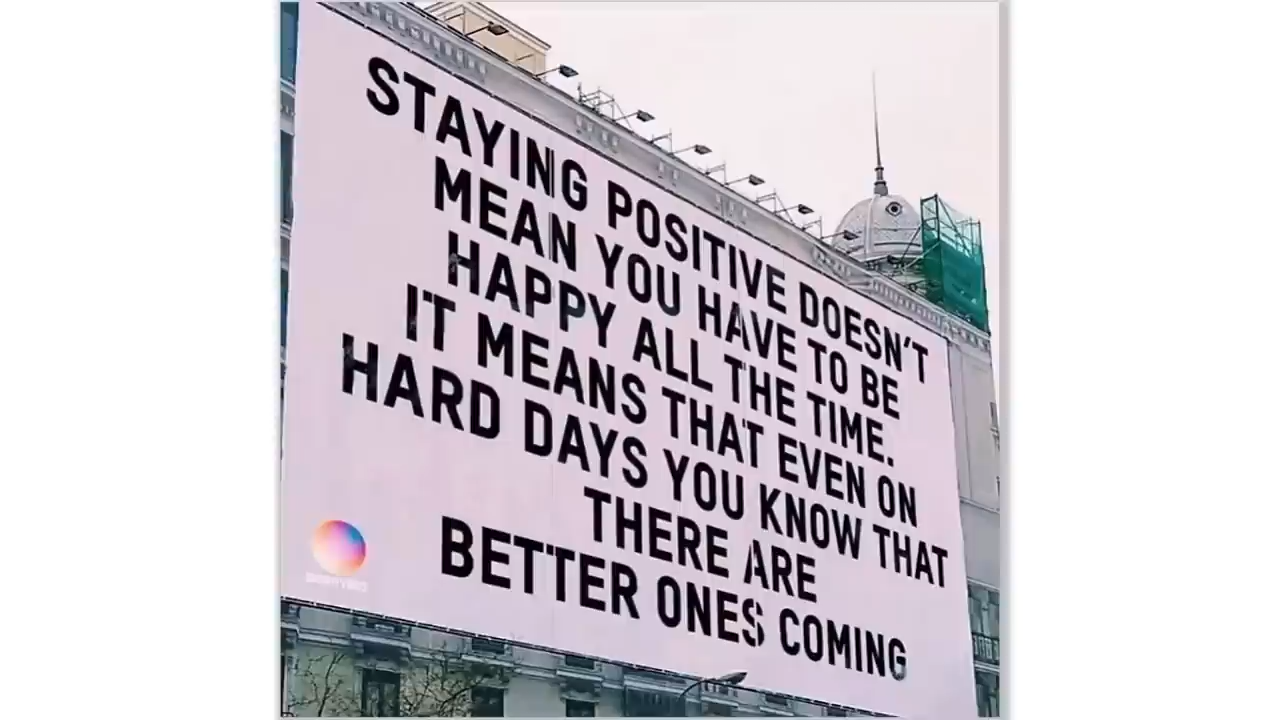 STAYING POSITIVE DOESN'T
MEAN YOU HAVE TO BE
HAPPY ALL THE TIME.
IT MEANS THAT EVEN ON
HARD DAYS YOU KNOW THAT
THERE ARE
BETTER ONES COMING